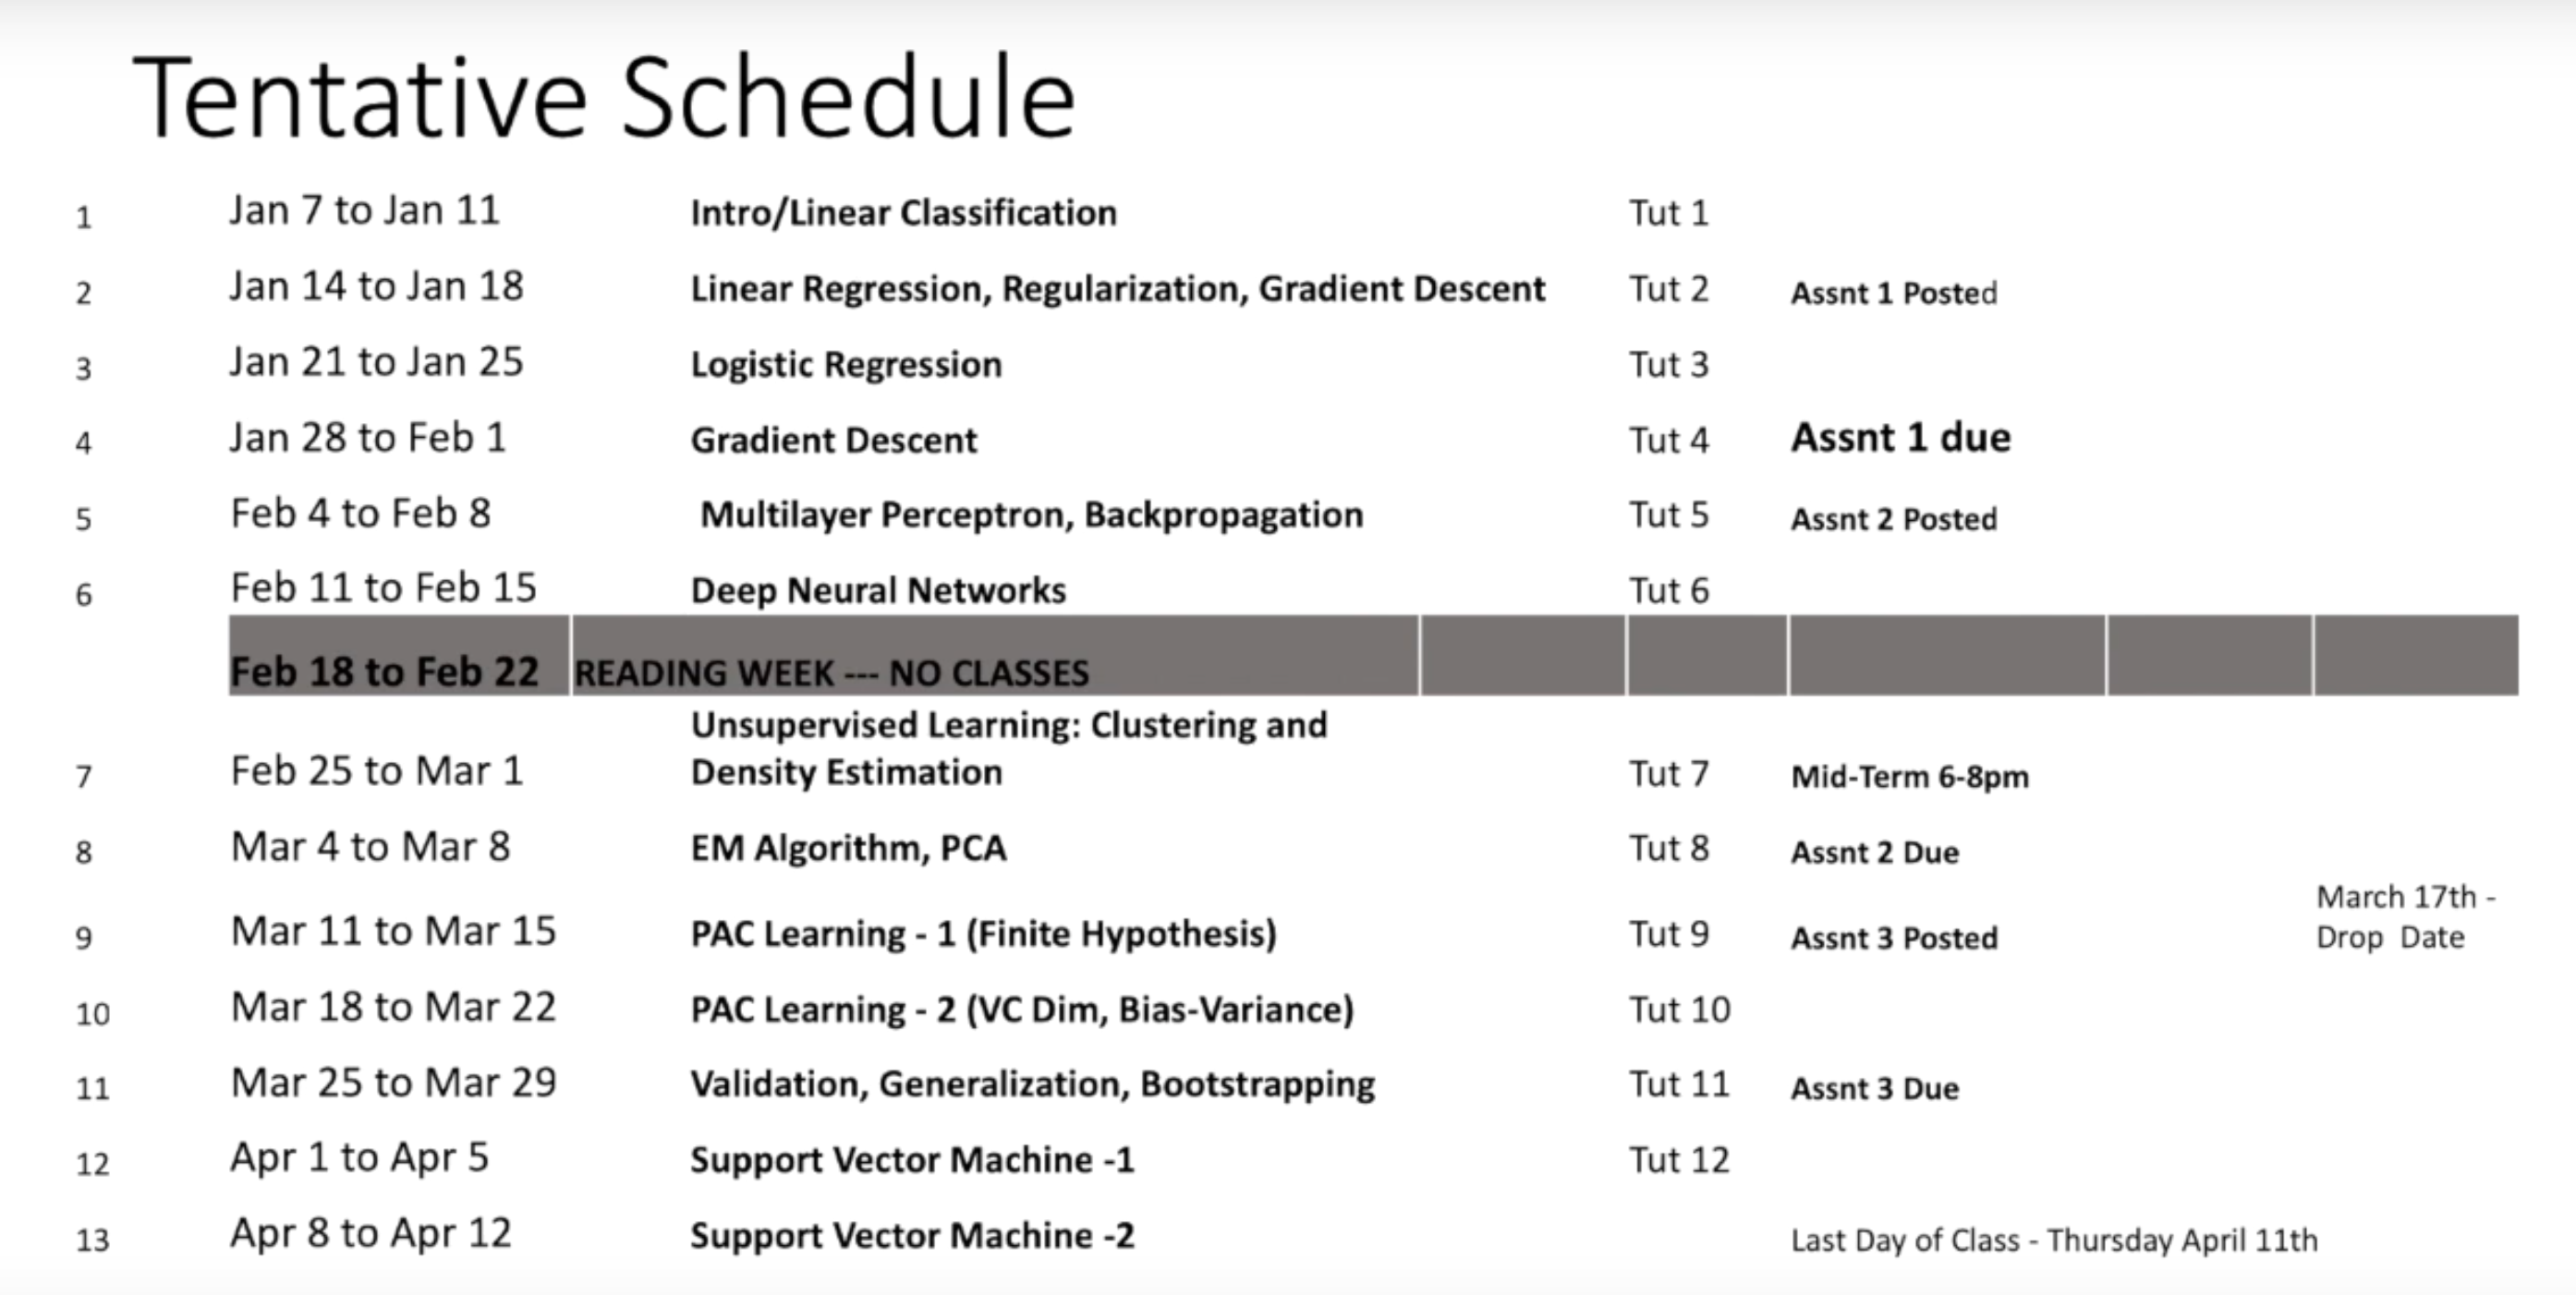 Tentative Schedule
1 Jan 7 to Jan 11 Intro/Linear Classification Tut 1
2 Jan 14 to Jan 18 Linear Regression, Regularization, Gradient Descent Tut 2 Assnt 1 Posted
3 Jan 21 to Jan 25 Logistic Regression Tut 3
4 Jan 28 to Feb 1 Gradient Descent Tut 4 Assnt 1 due
5 Feb 4 to Feb 8 Multilayer Perceptron, Backpropagation Tut 5 Assnt 2 Posted
6 Feb 11 to Feb 15 Deep Neural Networks Tut 6
Feb 18 to Feb 22 READING WEEK --- NO CLASSES
Unsupervised Learning: Clustering and
7 Feb 25 to Mar 1 Density Estimation Tut 7 Mid-Term 6-8pm
8 Mar 4 to Mar 8 EM Algorithm, PCA Tut 8 Assnt 2 Due
March 17th -
9 Mar 11 to Mar 15 PAC Learning - 1 (Finite Hypothesis) Tut 9 Assnt 3 Posted Drop Date
10 Mar 18 to Mar 22 PAC Learning - 2 (VC Dim, Bias-Variance) Tut 10
11 Mar 25 to Mar 29 Validation, Generalization, Bootstrapping Tut 11 Assnt 3 Due
12 Apr 1 to Apr 5 Support Vector Machine -1 Tut 12
13 Apr 8 to Apr 12 Support Vector Machine -2 Last Day of Class - Thursday April 11th